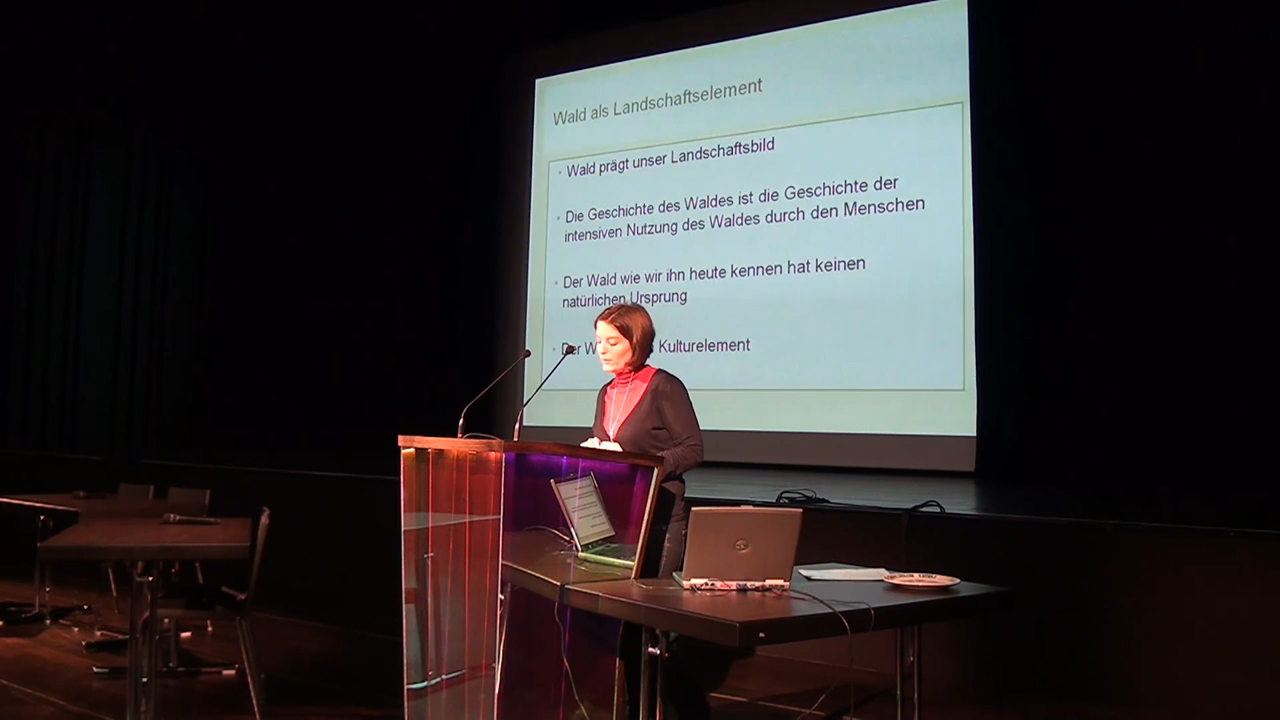 Wald als Landschaftselement
• Wald prägt unser Landschaftsbild
• Die Geschichte des Waldes ist die Geschichte der
intensiven Nutzung des Waldes durch den Menschen
• Der Wald wie wir ihn heute kennen hat keinen
natürlichen Ursprung
• Der Kulturelement